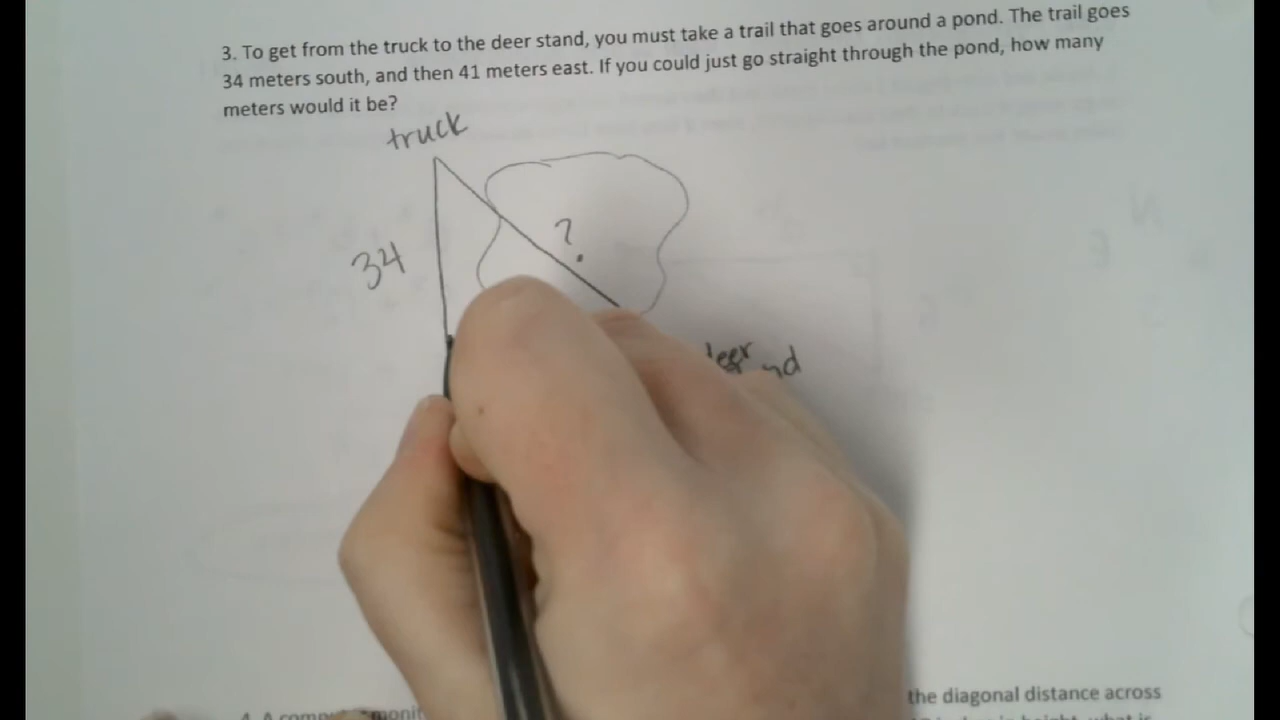 3. To get from the truck to the deer stand, you must take a trail that goes around a pond. The trail goes
34 meters south, and then 41 meters east. If you could just go straight through the pond, how many
meters would it be?
truck
?
34
the diagonal distance across